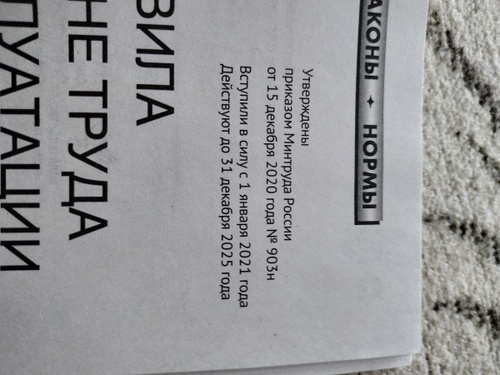 АКОНЫ ✦ НОРМЫ
Утверждены
приказом Минтруда России
от 15 декабря 2020 года № 903н
Вступили в силу с 1 января 2021 года
Действуют до 31 декабря 2025 года
ВИЛА
НЕ ТРУДА
ПУАТАЦИИ